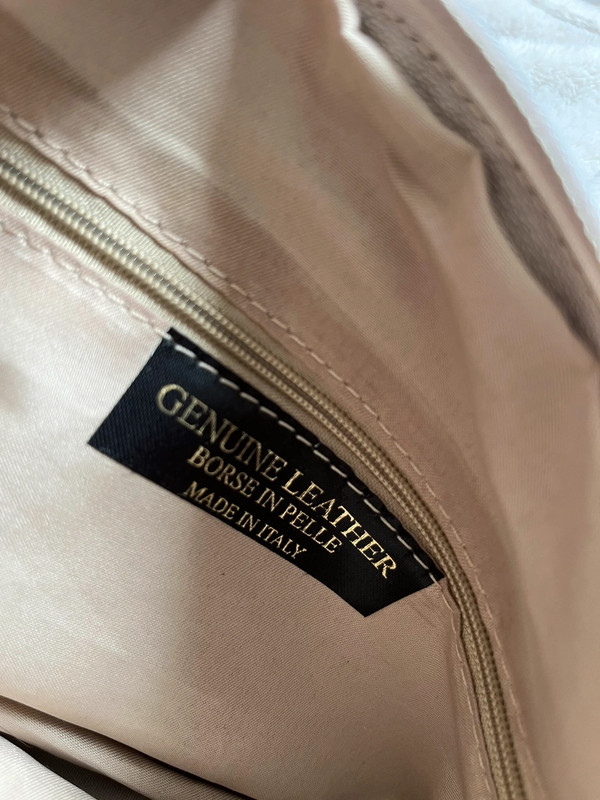 GENUINE LEATHER
BORSE IN PELLE
MADE IN ITALY